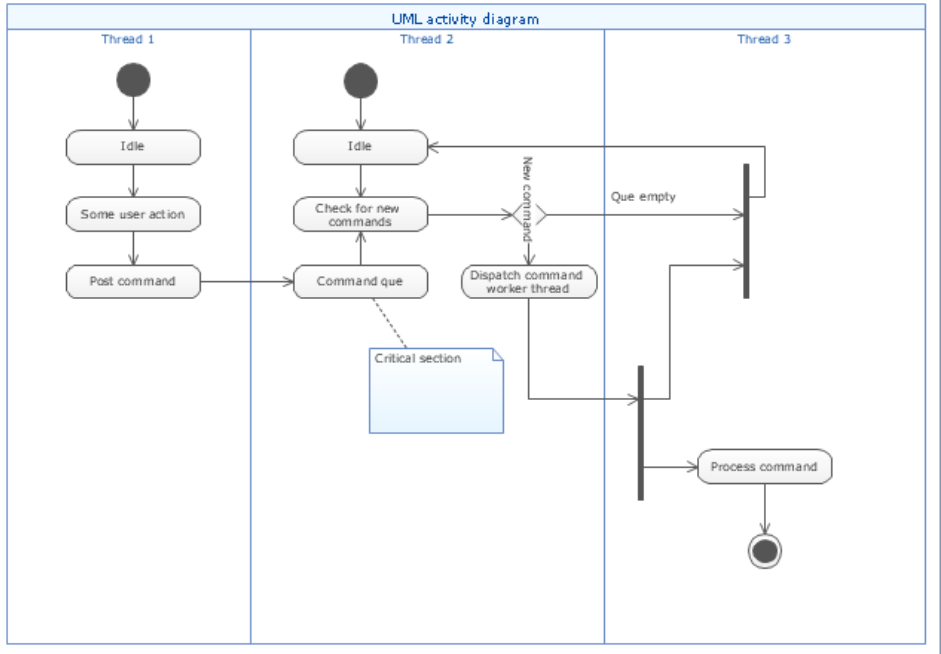 UML activity diagram
Thread 1
Thread 2
Thread 3
Idle
Some user action
Post command
Idle
Check for new
commands
Command que
Critical section
New command
Que empty
Dispatch command
worker thread
Process command